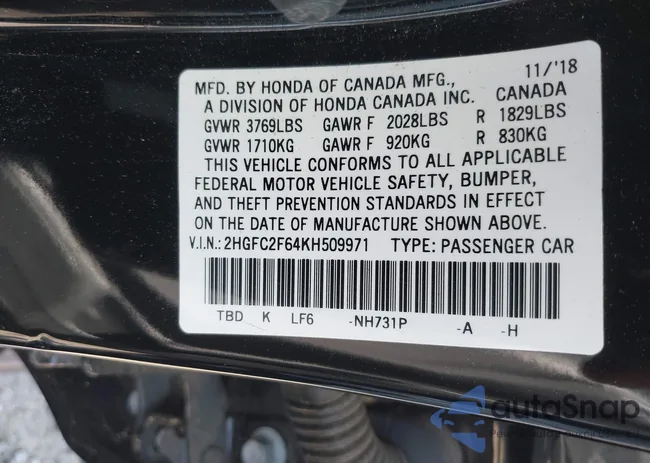 MFD. BY HONDA OF CANADA MFG., 11/'18
A DIVISION OF HONDA CANADA INC. CANADA
GVWR 3769LBS GAWR F 2028LBS R 1829LBS
GVWR 1710KG GAWR F 920KG R 830KG
THIS VEHICLE CONFORMS TO ALL APPLICABLE
FEDERAL MOTOR VEHICLE SAFETY, BUMPER,
AND THEFT PREVENTION STANDARDS IN EFFECT
ON THE DATE OF MANUFACTURE SHOWN ABOVE.
V.I.N.: 2HGFC2F64KH509971 TYPE: PASSENGER CAR
TBD K LF6 -NH731P -A -H
autoSnap